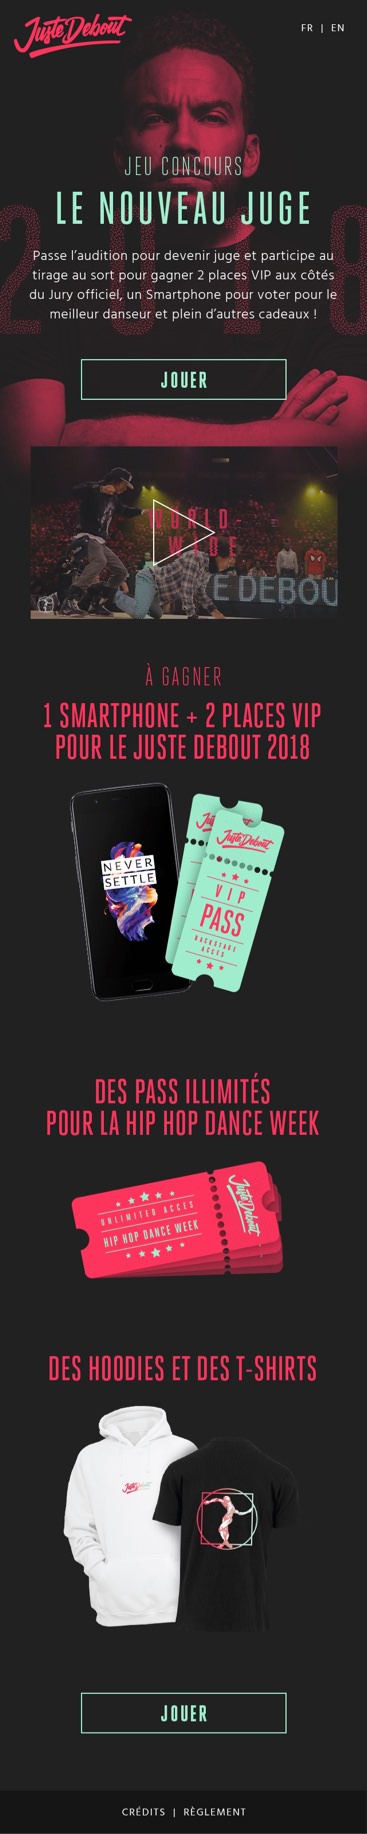 Juste Debout
FR | EN
JEU CONCOURS
LE NOUVEAU JUGE
2018
Passe l’audition pour devenir juge et participe au
tirage au sort pour gagner 2 places VIP aux côtés
du Jury officiel, un Smartphone pour voter pour le
meilleur danseur et plein d’autres cadeaux !
JOUER
WORLD-
WIDE
E DEBOU
À GAGNER
1 SMARTPHONE + 2 PLACES VIP
POUR LE JUSTE DEBOUT 2018
NEVER
SETTLE
Juste Debout
VIP
PASS
BACKSTAGE
ACCÈS
DES PASS ILLIMITÉS
POUR LA HIP HOP DANCE WEEK
UNLIMITED ACCES
HIP HOP DANCE WEEK
Juste Debout
DES HOODIES ET DES T-SHIRTS
Juste Debout
JOUER
CRÉDITS | RÈGLEMENT